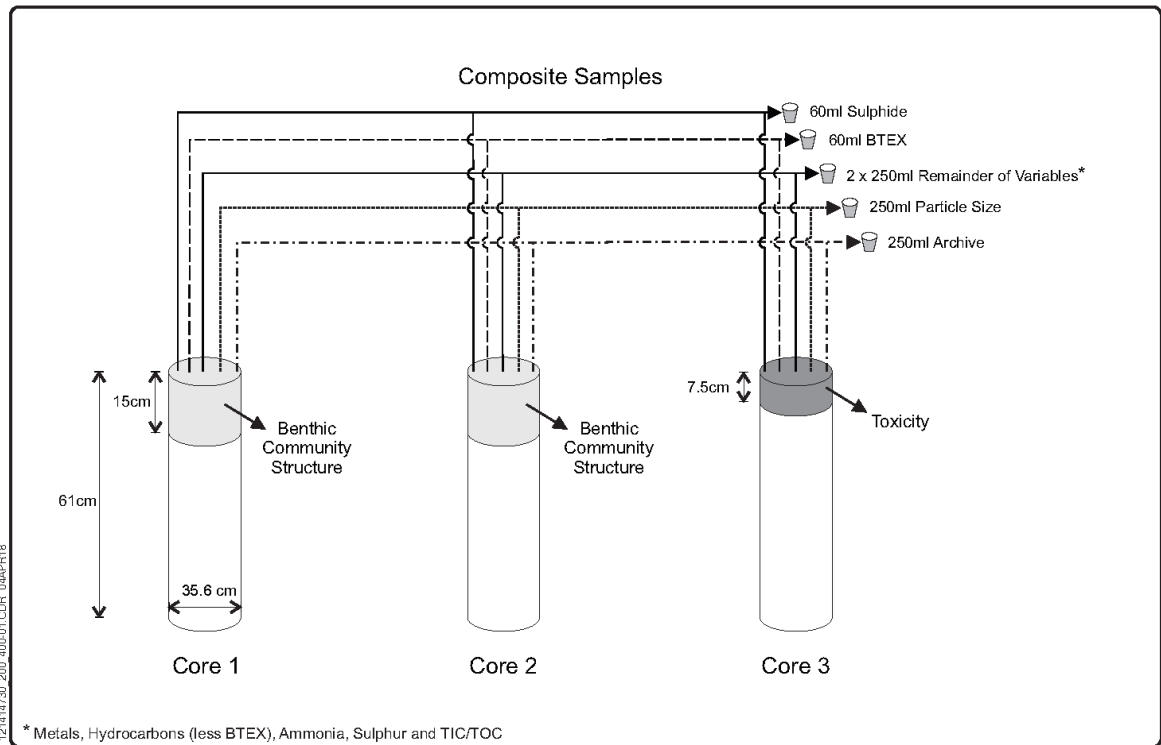 Composite Samples
60ml Sulphide
60ml BTEX
2 x 250ml Remainder of Variables*
250ml Particle Size
250ml Archive
15cm
7.5cm
Benthic
Community
Structure
Benthic
Community
Structure
Toxicity
61cm
35.6 cm
Core 1
Core 2
Core 3
* Metals, Hydrocarbons (less BTEX), Ammonia, Sulphur and TIC/TOC